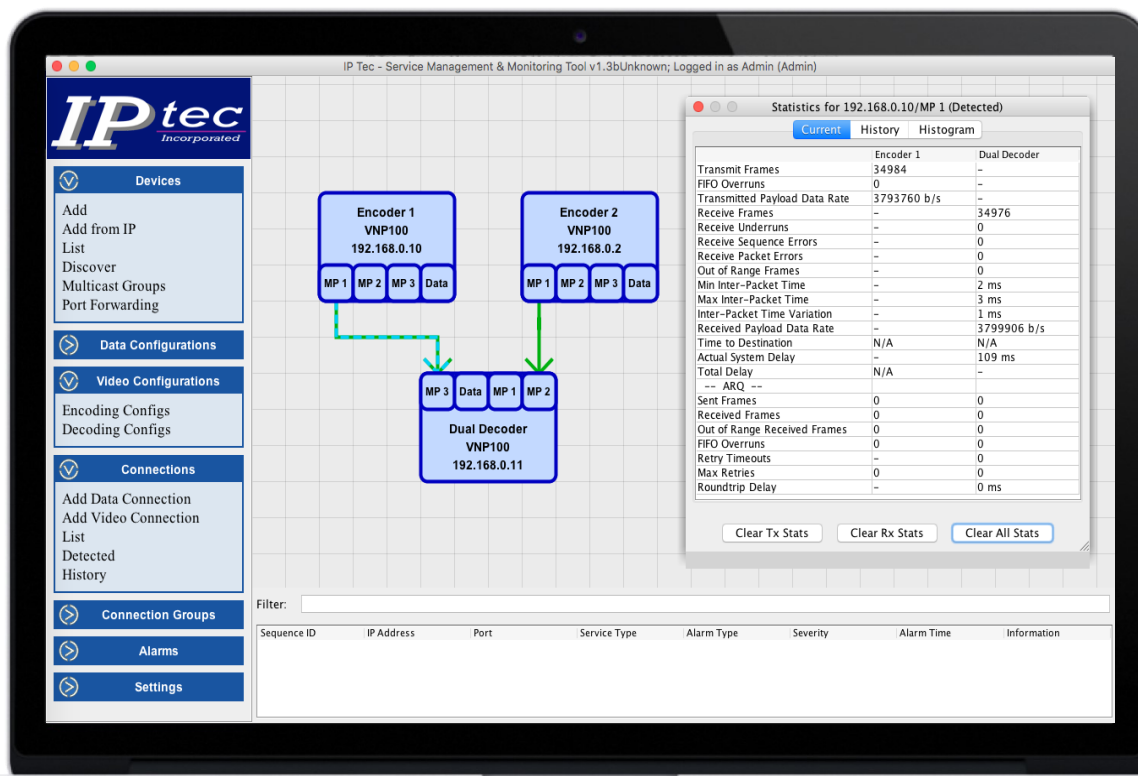 IP Tec - Service Management & Monitoring Tool v1.3bUnknown; Logged in as Admin (Admin)
IPtec
Incorporated
Devices
Add
Add from IP
List
Discover
Multicast Groups
Port Forwarding
Data Configurations
Video Configurations
Encoding Configs
Decoding Configs
Connections
Add Data Connection
Add Video Connection
List
Detected
History
Connection Groups
Alarms
Settings
Encoder 1
VNP100
192.168.0.10
MP 1 MP 2 MP 3 Data
Encoder 2
VNP100
192.168.0.2
MP 1 MP 2 MP 3 Data
MP 3 Data MP 1 MP 2
Dual Decoder
VNP100
192.168.0.11
Statistics for 192.168.0.10/MP 1 (Detected)
Current History Histogram
Encoder 1 Dual Decoder
Transmit Frames 34984 -
FIFO Overruns 0 -
Transmitted Payload Data Rate 3793760 b/s -
Receive Frames - 34976
Receive Underruns - 0
Receive Sequence Errors - 0
Receive Packet Errors - 0
Out of Range Frames - 0
Min Inter-Packet Time - 2 ms
Max Inter-Packet Time - 3 ms
Inter-Packet Time Variation - 1 ms
Received Payload Data Rate - 3799906 b/s
Time to Destination N/A N/A
Actual System Delay - 109 ms
Total Delay N/A -
-- ARQ --
Sent Frames 0 0
Received Frames 0 0
Out of Range Received Frames 0 0
FIFO Overruns 0 0
Retry Timeouts - 0
Max Retries 0 0
Roundtrip Delay - 0 ms
Clear Tx Stats Clear Rx Stats Clear All Stats
Filter:
Sequence ID IP Address Port Service Type Alarm Type Severity Alarm Time Information